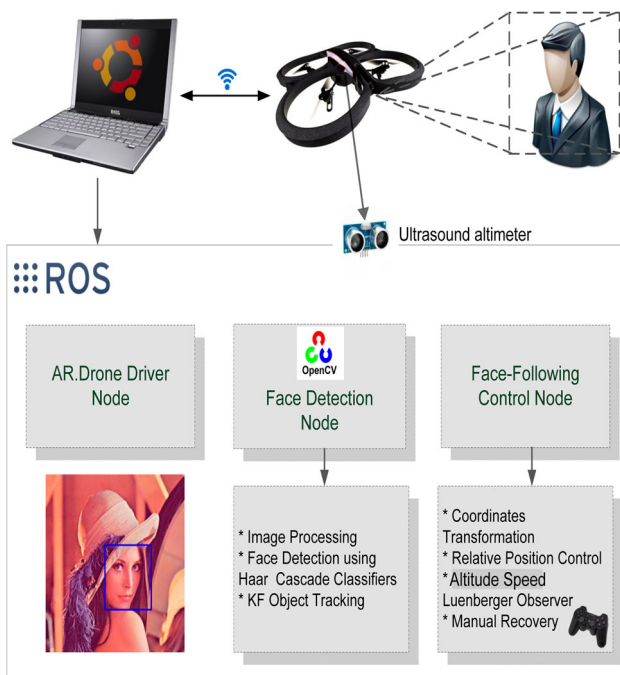 ROS
Ultrasound altimeter
ROS
AR.Drone Driver
Node
OpenCV
Face Detection
Node
Face-Following
Control Node
* Image Processing
* Face Detection using
Haar Cascade Classifiers
* KF Object Tracking
* Coordinates
Transformation
* Relative Position Control
*Altitude Speed
Luenberger Observer
* Manual Recovery